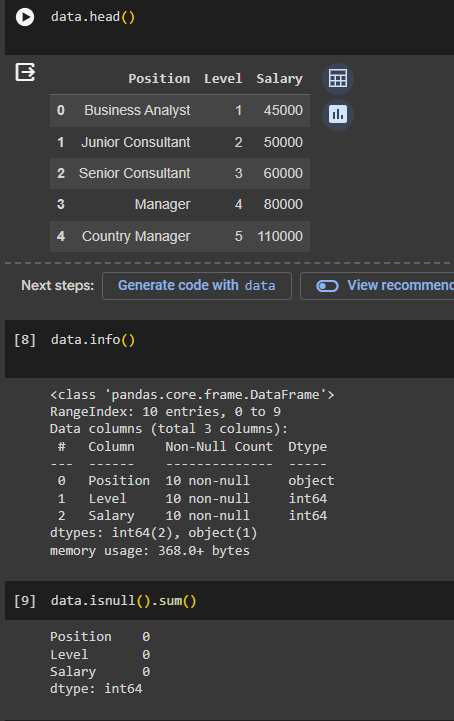 data.head()
Position Level Salary
0 Business Analyst 1 45000
1 Junior Consultant 2 50000
2 Senior Consultant 3 60000
3 Manager 4 80000
4 Country Manager 5 110000
Next steps: Generate code with data View recommen
[8] data.info()
<class 'pandas.core.frame.DataFrame'>
RangeIndex: 10 entries, 0 to 9
Data columns (total 3 columns):
# Column Non-Null Count Dtype
--- ------ -------------- -----
0 Position 10 non-null object
1 Level 10 non-null int64
2 Salary 10 non-null int64
dtypes: int64(2), object(1)
memory usage: 368.0+ bytes
[9] data.isnull().sum()
Position 0
Level 0
Salary 0
dtype: int64